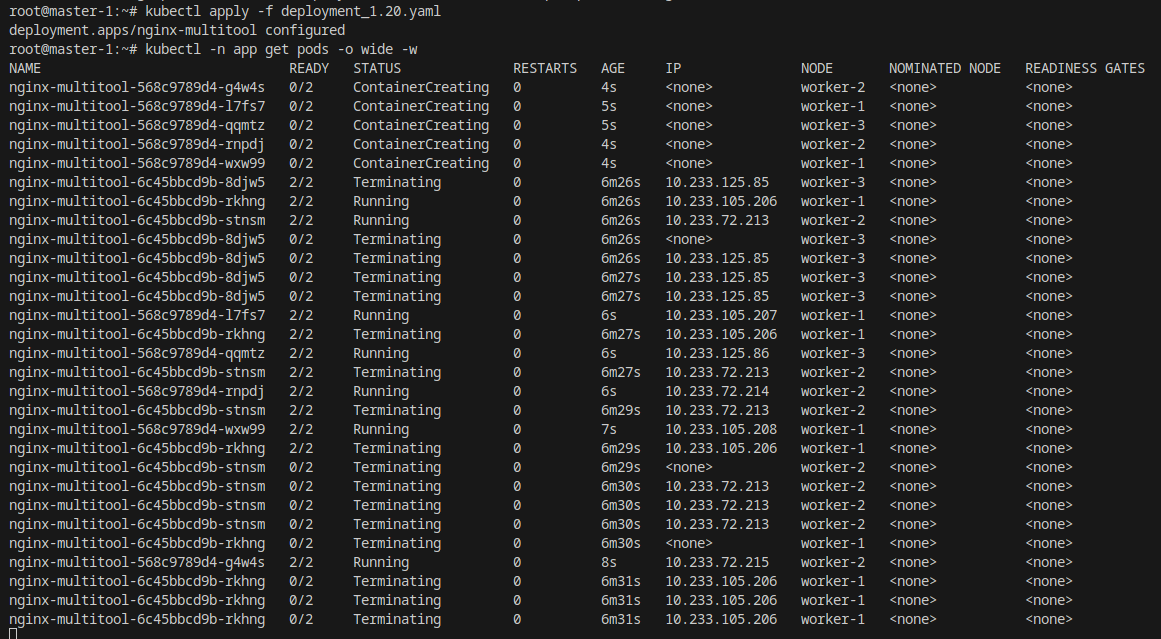 root@master-1:~# kubectl apply -f deployment_1.20.yaml
deployment.apps/nginx-multitool configured
root@master-1:~# kubectl -n app get pods -o wide -w
NAME READY STATUS RESTARTS AGE IP NODE NOMINATED NODE READINESS GATES
nginx-multitool-568c9789d4-g4w4s 0/2 ContainerCreating 0 4s <none> worker-2 <none> <none>
nginx-multitool-568c9789d4-l7fs7 0/2 ContainerCreating 0 5s <none> worker-1 <none> <none>
nginx-multitool-568c9789d4-qqmtz 0/2 ContainerCreating 0 5s <none> worker-3 <none> <none>
nginx-multitool-568c9789d4-rnpdj 0/2 ContainerCreating 0 4s <none> worker-2 <none> <none>
nginx-multitool-568c9789d4-wxw99 0/2 ContainerCreating 0 4s <none> worker-1 <none> <none>
nginx-multitool-6c45bbcd9b-8djw5 2/2 Terminating 0 6m26s 10.233.125.85 worker-3 <none> <none>
nginx-multitool-6c45bbcd9b-rkhng 2/2 Running 0 6m26s 10.233.105.206 worker-1 <none> <none>
nginx-multitool-6c45bbcd9b-stnsm 2/2 Running 0 6m26s 10.233.72.213 worker-2 <none> <none>
nginx-multitool-6c45bbcd9b-8djw5 0/2 Terminating 0 6m26s <none> worker-3 <none> <none>
nginx-multitool-6c45bbcd9b-8djw5 0/2 Terminating 0 6m26s 10.233.125.85 worker-3 <none> <none>
nginx-multitool-6c45bbcd9b-8djw5 0/2 Terminating 0 6m27s 10.233.125.85 worker-3 <none> <none>
nginx-multitool-6c45bbcd9b-8djw5 0/2 Terminating 0 6m27s 10.233.125.85 worker-3 <none> <none>
nginx-multitool-568c9789d4-l7fs7 2/2 Running 0 6s 10.233.105.207 worker-1 <none> <none>
nginx-multitool-6c45bbcd9b-rkhng 2/2 Terminating 0 6m27s 10.233.105.206 worker-1 <none> <none>
nginx-multitool-568c9789d4-qqmtz 2/2 Running 0 6s 10.233.125.86 worker-3 <none> <none>
nginx-multitool-6c45bbcd9b-stnsm 2/2 Terminating 0 6m27s 10.233.72.213 worker-2 <none> <none>
nginx-multitool-568c9789d4-rnpdj 2/2 Running 0 6s 10.233.72.214 worker-2 <none> <none>
nginx-multitool-6c45bbcd9b-stnsm 2/2 Terminating 0 6m29s 10.233.72.213 worker-2 <none> <none>
nginx-multitool-568c9789d4-wxw99 2/2 Running 0 7s 10.233.105.208 worker-1 <none> <none>
nginx-multitool-6c45bbcd9b-rkhng 2/2 Terminating 0 6m29s 10.233.105.206 worker-1 <none> <none>
nginx-multitool-6c45bbcd9b-stnsm 0/2 Terminating 0 6m29s <none> worker-2 <none> <none>
nginx-multitool-6c45bbcd9b-stnsm 0/2 Terminating 0 6m30s 10.233.72.213 worker-2 <none> <none>
nginx-multitool-6c45bbcd9b-stnsm 0/2 Terminating 0 6m30s 10.233.72.213 worker-2 <none> <none>
nginx-multitool-6c45bbcd9b-stnsm 0/2 Terminating 0 6m30s 10.233.72.213 worker-2 <none> <none>
nginx-multitool-6c45bbcd9b-rkhng 0/2 Terminating 0 6m30s <none> worker-1 <none> <none>
nginx-multitool-568c9789d4-g4w4s 2/2 Running 0 8s 10.233.72.215 worker-2 <none> <none>
nginx-multitool-6c45bbcd9b-rkhng 0/2 Terminating 0 6m31s 10.233.105.206 worker-1 <none> <none>
nginx-multitool-6c45bbcd9b-rkhng 0/2 Terminating 0 6m31s 10.233.105.206 worker-1 <none> <none>
nginx-multitool-6c45bbcd9b-rkhng 0/2 Terminating 0 6m31s 10.233.105.206 worker-1 <none> <none>